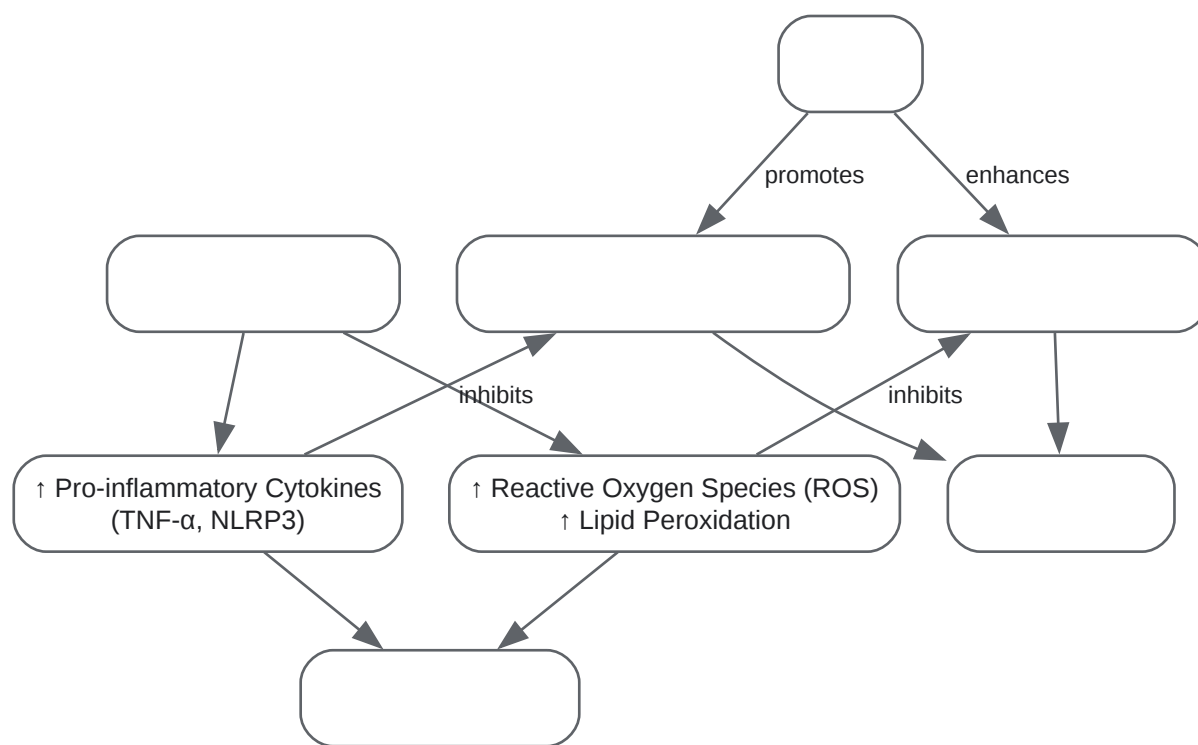 promotes
enhances
inhibits
inhibits
↑ Pro-inflammatory Cytokines
(TNF-α, NLRP3)
↑ Reactive Oxygen Species (ROS)
↑ Lipid Peroxidation